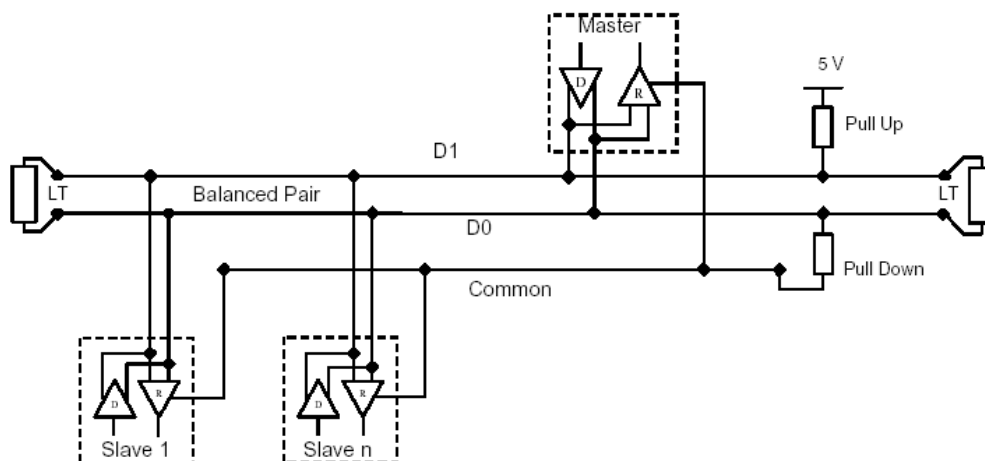 Master
D
R
5 V
Pull Up
D1
LT
Balanced Pair
LT
D0
Pull Down
Common
D
R
D
R
Slave 1
Slave n